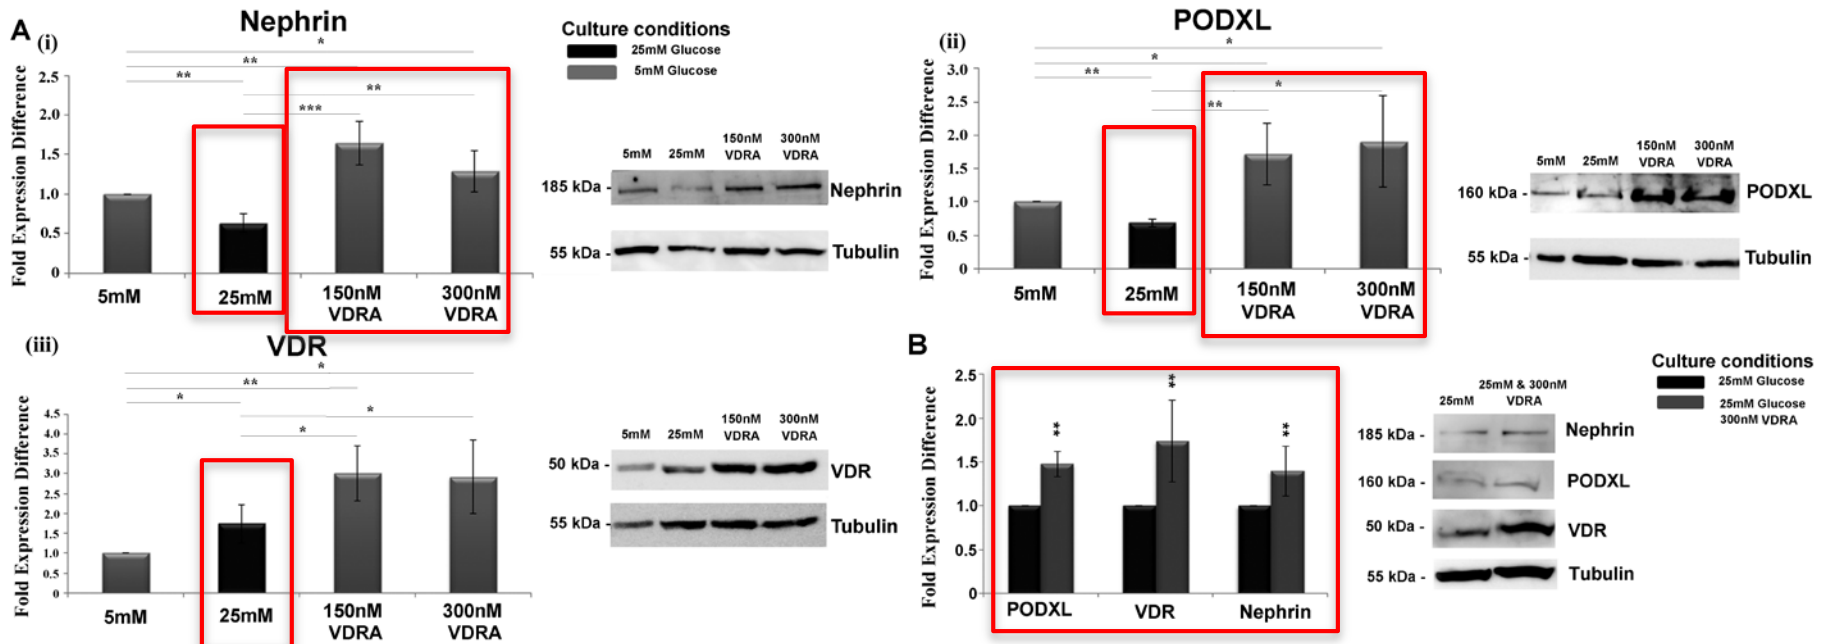 A
(i)
Nephrin
Culture conditions
25mM Glucose
5mM Glucose
*
**
**
**
***
Fold Expression Difference
2.5
2.0
1.5
1.0
0.5
0
5mM
25mM
150nM
VDRA
300nM
VDRA
5mM
25mM
150nM
VDRA
300nM
VDRA
185 kDa -
Nephrin
55 kDa -
Tubulin
(ii)
PODXL
*
*
**
*
**
Fold Expression Difference
3.0
2.5
2.0
1.5
1.0
0.5
0
5mM
25mM
150nM
VDRA
300nM
VDRA
5mM
25mM
150nM
VDRA
300nM
VDRA
160 kDa -
PODXL
55 kDa -
Tubulin
(iii)
VDR
*
**
*
*
*
Fold Expression Difference
4.5
4.0
3.5
3.0
2.5
2.0
1.5
1.0
0.5
0
5mM
25mM
150nM
VDRA
300nM
VDRA
5mM
25mM
150nM
VDRA
300nM
VDRA
50 kDa -
VDR
55 kDa -
Tubulin
B
Fold Expression Difference
2.5
2.0
1.5
1.0
0.5
0
**
**
**
PODXL
VDR
Nephrin
Culture conditions
25mM Glucose
25mM Glucose
300nM VDRA
25mM
25mM & 300nM
VDRA
185 kDa -
Nephrin
160 kDa -
PODXL
50 kDa -
VDR
55 kDa -
Tubulin